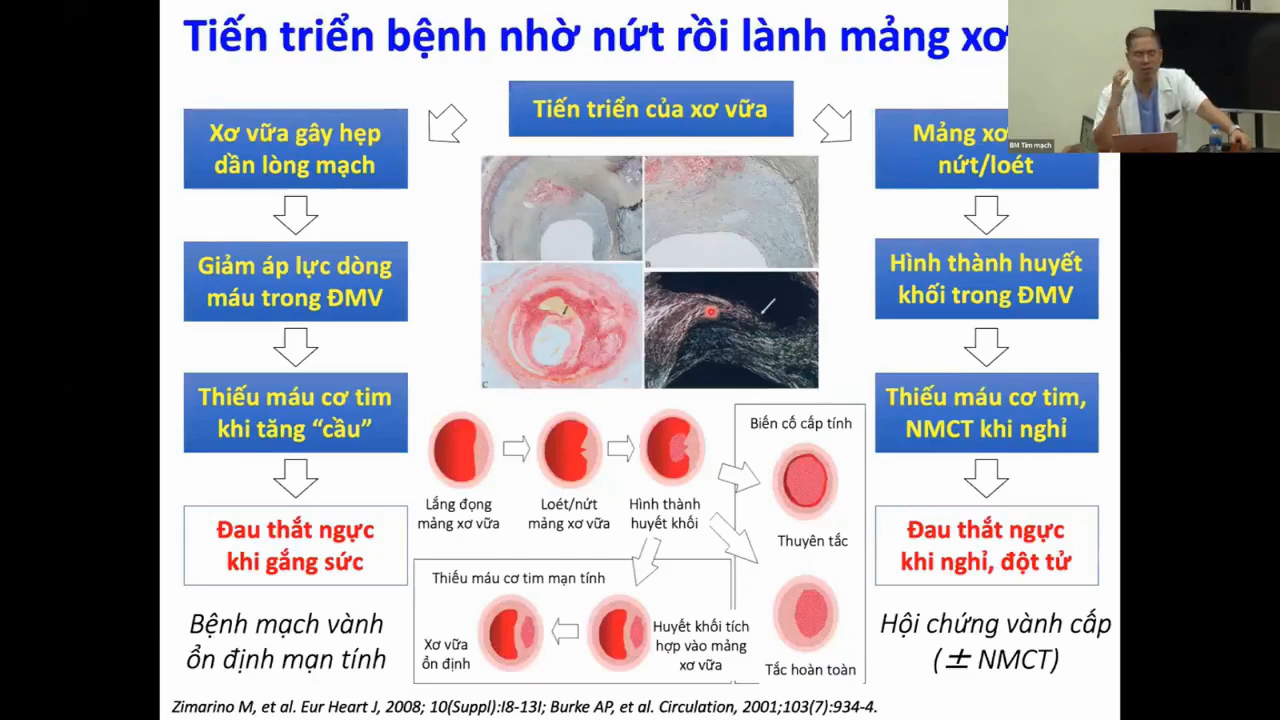 Tiến triển bệnh nhờ nứt rồi lành mảng xơ
BM Tim mạch
Tiến triển của xơ vữa
Xơ vữa gây hẹp
dần lòng mạch
Giảm áp lực dòng
máu trong ĐMV
Thiếu máu cơ tim
khi tăng “cầu”
Đau thắt ngực
khi gắng sức
Bệnh mạch vành
ổn định mạn tính
A
B
C
D
Lắng đọng
mảng xơ vữa
Loét/nứt
mảng xơ vữa
Hình thành
huyết khối
Biến cố cấp tính
Thuyên tắc
Tắc hoàn toàn
Thiếu máu cơ tim mạn tính
Xơ vữa
ổn định
Huyết khối tích
hợp vào mảng
xơ vữa
Mảng xơ
nứt/loét
Hình thành huyết
khối trong ĐMV
Thiếu máu cơ tim,
NMCT khi nghỉ
Đau thắt ngực
khi nghỉ, đột tử
Hội chứng vành cấp
(± NMCT)
Zimarino M, et al. Eur Heart J, 2008; 10(Suppl):I8-13I; Burke AP, et al. Circulation, 2001;103(7):934-4.